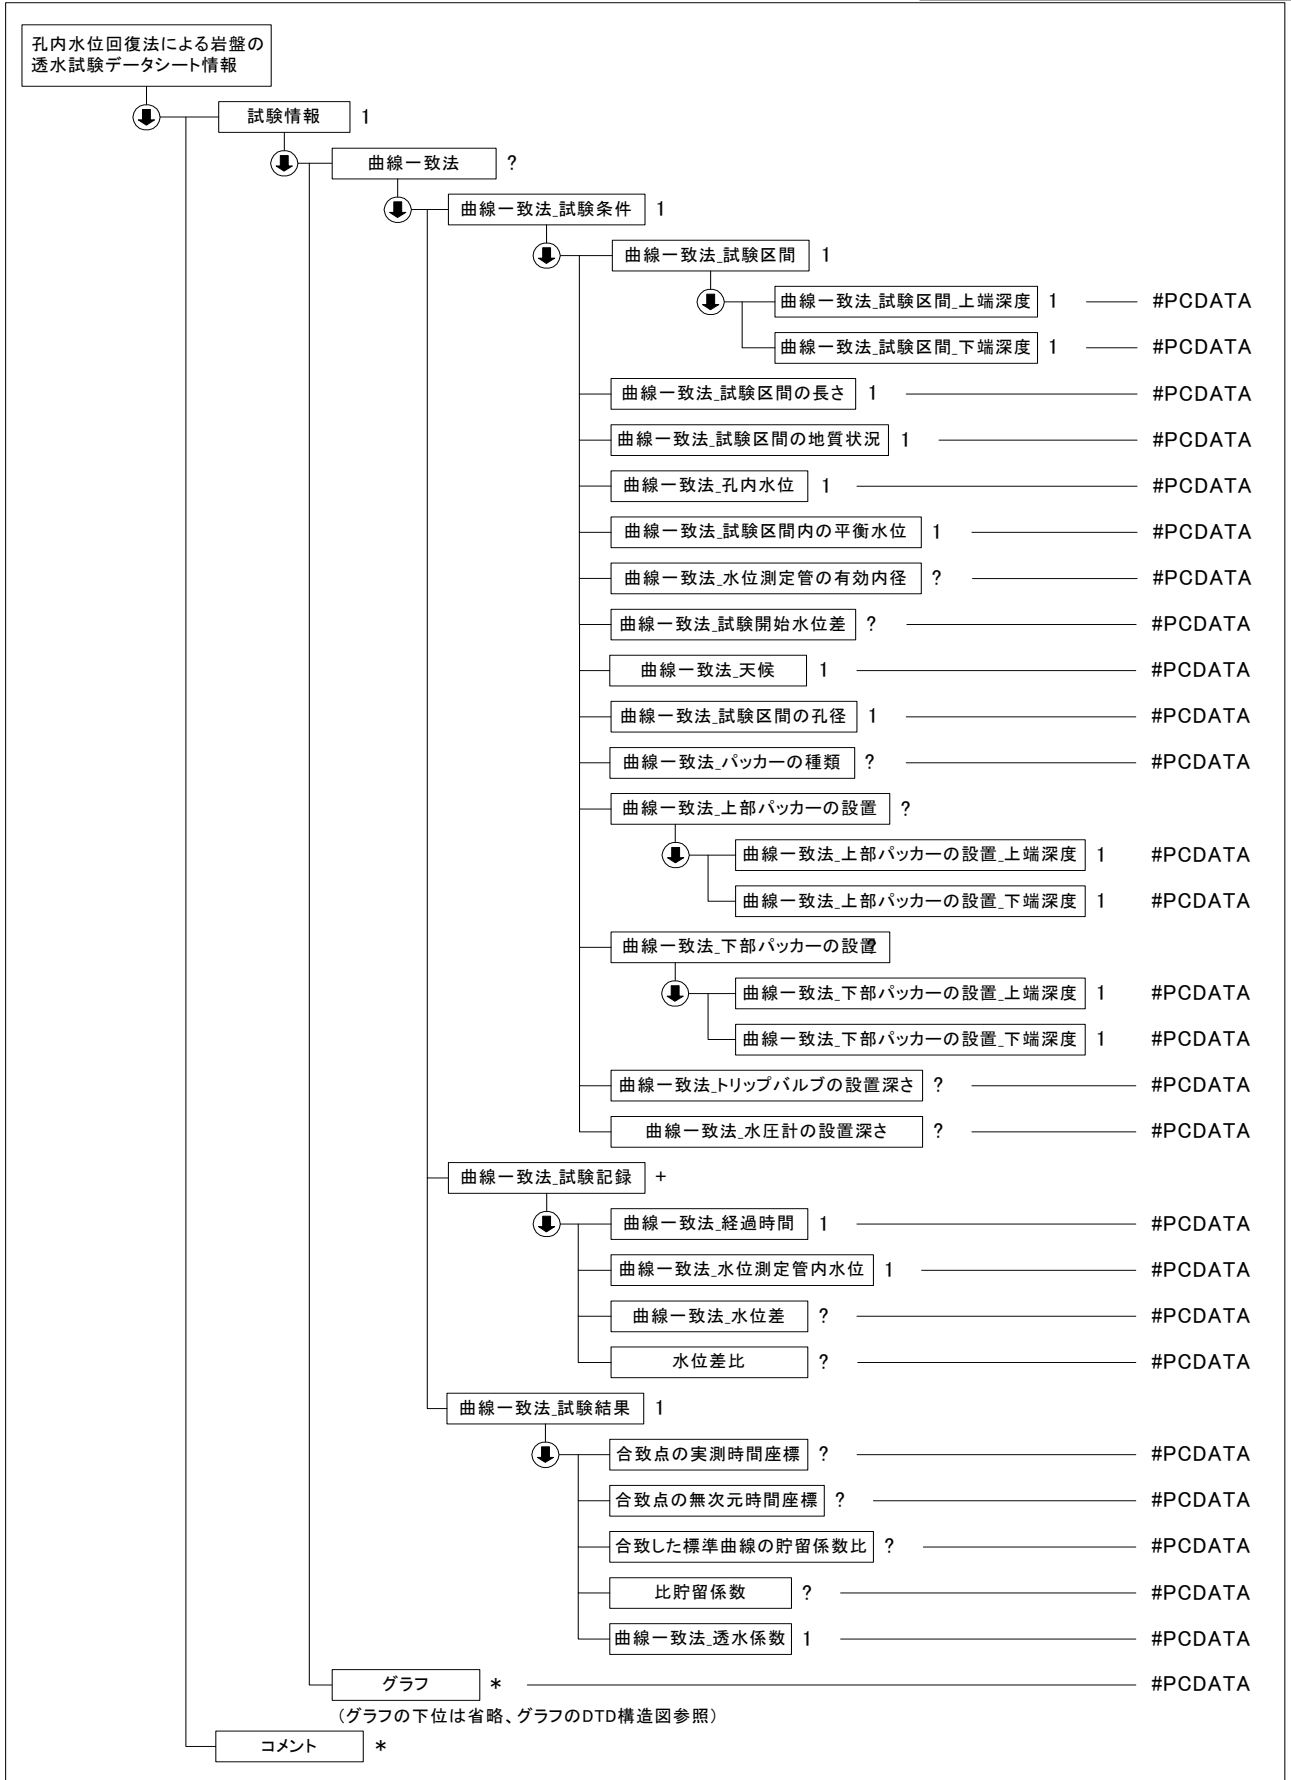 孔内水位回復法による岩盤の
透水試験データシート情報
試験情報 1
曲線一致法 ?
曲線一致法_試験条件 1
曲線一致法_試験区間 1
曲線一致法_試験区間_上端深度 1 #PCDATA
曲線一致法_試験区間_下端深度 1 #PCDATA
曲線一致法_試験区間の長さ 1 #PCDATA
曲線一致法_試験区間の地質状況 1 #PCDATA
曲線一致法_孔内水位 1 #PCDATA
曲線一致法_試験区間内の平衡水位 1 #PCDATA
曲線一致法_水位測定管の有効内径 ? #PCDATA
曲線一致法_試験開始水位差 ? #PCDATA
曲線一致法_天候 1 #PCDATA
曲線一致法_試験区間の孔径 1 #PCDATA
曲線一致法_パッカーの種類 ? #PCDATA
曲線一致法_上部パッカーの設置 ?
曲線一致法_上部パッカーの設置_上端深度 1 #PCDATA
曲線一致法_上部パッカーの設置_下端深度 1 #PCDATA
曲線一致法_下部パッカーの設置 ?
曲線一致法_下部パッカーの設置_上端深度 1 #PCDATA
曲線一致法_下部パッカーの設置_下端深度 1 #PCDATA
曲線一致法_トリップバルブの設置深さ ? #PCDATA
曲線一致法_水圧計の設置深さ ? #PCDATA
曲線一致法_試験記録 +
曲線一致法_経過時間 1 #PCDATA
曲線一致法_水位測定管内水位 1 #PCDATA
曲線一致法_水位差 ? #PCDATA
水位差比 ? #PCDATA
曲線一致法_試験結果 1
合致点の実測時間座標 ? #PCDATA
合致点の無次元時間座標 ? #PCDATA
合致した標準曲線の貯留係数比 ? #PCDATA
比貯留係数 ? #PCDATA
曲線一致法_透水係数 1 #PCDATA
グラフ * #PCDATA
(グラフの下位は省略、グラフのDTD構造図参照)
コメント *